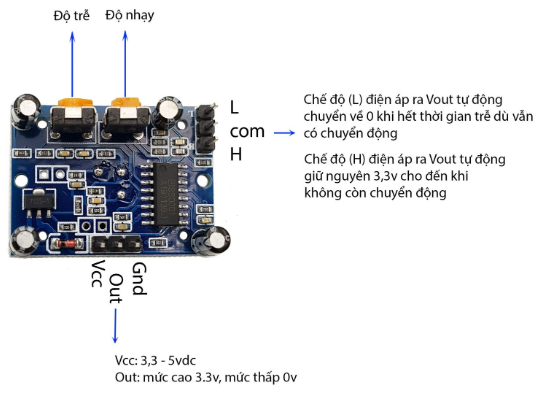 Độ trễ
Độ nhạy
L
com
H
Chế độ (L) điện áp ra Vout tự động
chuyển về 0 khi hết thời gian trễ dù vẫn
có chuyển động
Chế độ (H) điện áp ra Vout tự động
giữ nguyên 3,3v cho đến khi
không còn chuyển động
Vcc
Out
Gnd
Vcc: 3,3 - 5vdc
Out: mức cao 3.3v, mức thấp 0v